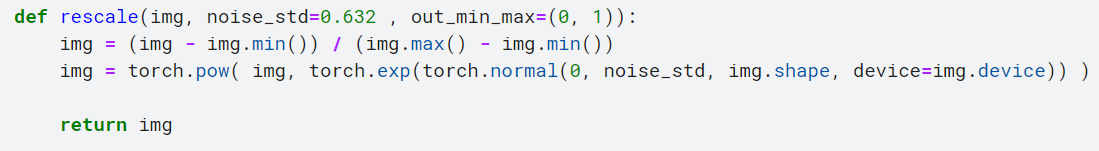 def rescale(img, noise_std=0.632 , out_min_max=(0, 1)):
    img = (img - img.min()) / (img.max() - img.min())
    img = torch.pow( img, torch.exp(torch.normal(0, noise_std, img.shape, device=img.device)) )
    return img